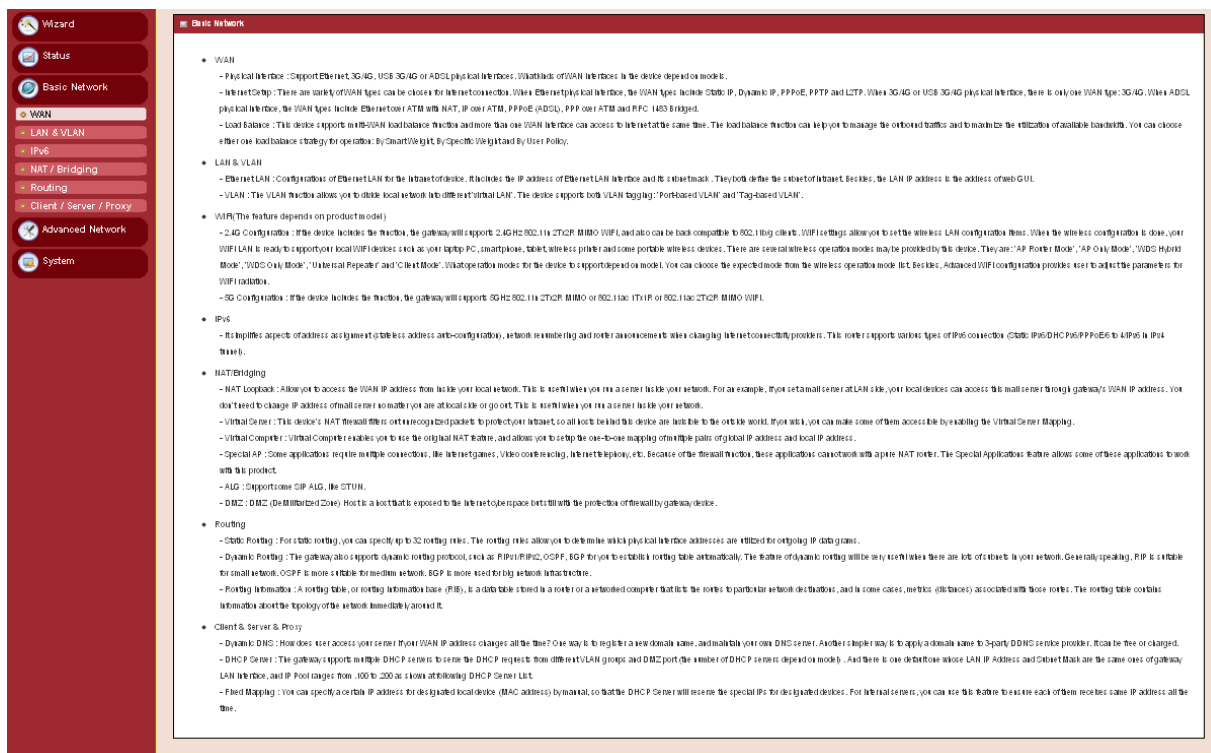 Wizard
Status
Basic Network
WAN
LAN & VLAN
IPv6
NAT / Bridging
Routing
Client / Server / Proxy
Advanced Network
System
Basic Network
WAN
- Physical Interface : Support Ethernet, 3G/4G, USB 3G/4G or ADSL physical interfaces. What kinds of WAN interfaces in the device depend on models.
- Internet Setup : There are variety of WAN types can be chosen for Internet connection. When Ethernet physical interface, the WAN types include Static IP, Dynamic IP, PPPoE, PPTP and L2TP. When 3G/4G or USB 3G/4G physical interface, there is only one WAN type: 3G/4G. When ADSL
physical interface, the WAN types include Ethernet over ATM with NAT, IP over ATM, PPPoE (ADSL), PPP over ATM and RFC 1483 Bridged.
- Load Balance : This device supports multi-WAN load balance function and more than one WAN interface can access to Internet at the same time. The load balance function can help you to manage the outbound traffics and to maximize the utilization of available bandwidth. You can choose
either one load balance strategy for operation: By Smart Weight, By Specific Weight and By User Policy.
LAN & VLAN
- Ethernet LAN : Configurations of Ethernet LAN for the Intranet of device. It includes the IP address of Ethernet LAN interface and its subnet mask. They both define the subnet of Intranet. Besides, the LAN IP address is the address of web GUI.
- VLAN : The VLAN function allows you to divide local network into different 'virtual LAN'. The device supports both VLAN tagging: 'Port-based VLAN' and 'Tag-based VLAN'.
WiFi(The feature depends on product model)
- 2.4G Configuration : If the device includes the function, the gateway will supports 2.4GHz 802.11n 2Tx2R MIMO WiFi, and also can be back compatible to 802.11b/g clients. WiFi settings allow you to set the wireless LAN configuration items. When the wireless configuration is done, your
WiFi LAN is ready to support your local WiFi devices such as your laptop PC, smart phone, tablet, wireless printer and some portable wireless devices. There are several wireless operation modes may be provided by this device. They are: 'AP Router Mode', 'AP Only Mode', 'WDS Hybrid
Mode', 'WDS Only Mode', 'Universal Repeater' and 'Client Mode'. What operation modes for the device to support depend on model. You can choose the expected mode from the wireless operation mode list. Besides, Advanced WiFi configuration provides user to adjust the parameters for
WiFi radiation.
- 5G Configuration : If the device includes the function, the gateway will supports 5GHz 802.11n 2Tx2R MIMO or 802.11ac 1Tx1R or 802.11ac 2Tx2R MIMO WiFi.
IPv6
- It simplifies aspects of address assignment (stateless address auto-configuration), network renumbering and router announcements when changing Internet connectivity providers. This router supports various types of IPv6 connection (Static IPv6/DHCPv6/PPPoE/6 to 4/IPv6 in IPv4
tunnel).
NAT/Bridging
- NAT Loopback : Allow you to access the WAN IP address from inside your local network. This is useful when you run a server inside your network. For an example, if you set a mail server at LAN side, your local devices can access this mail server through gateway's WAN IP address. You
don't need to change IP address of mail server no matter you are at local side or go out. This is useful when you run a server inside your network.
- Virtual Server : This device's NAT firewall filters out unrecognized packets to protect your Intranet, so all hosts behind this device are invisible to the outside world. If you wish, you can make some of them accessible by enabling the Virtual Server Mapping.
- Virtual Computer : Virtual Computer enables you to use the original NAT feature, and allows you to setup the one-to-one mapping of multiple pairs of global IP address and local IP address.
- Special AP : Some applications require multiple connections, like Internet games, Video conferencing, Internet telephony, etc. Because of the firewall function, these applications cannot work with a pure NAT router. The Special Applications feature allows some of these applications to work
with this product.
- ALG : Support some SIP ALG, like STUN.
- DMZ : DMZ (DeMilitarized Zone) Host is a host that is exposed to the Internet cyberspace but still with the protection of firewall by gateway device.
Routing
- Static Routing : For static routing, you can specify up to 32 routing rules. The routing rules allow you to determine which physical interface addresses are utilized for outgoing IP data grams.
- Dynamic Routing : The gateway also supports dynamic routing protocol, such as RIPv1/RIPv2, OSPF, BGP for you to establish routing table automatically. The feature of dynamic routing will be very useful when there are lots of subnets in your network. Generally speaking, RIP is suitable
for small network. OSPF is more suitable for medium network. BGP is more used for big network infrastructure.
- Routing Information : A routing table, or routing information base (RIB), is a data table stored in a router or a networked computer that lists the routes to particular network destinations, and in some cases, metrics (distances) associated with those routes. The routing table contains
information about the topology of the network immediately around it.
Client & Server & Proxy
- Dynamic DNS : How does user access your server if your WAN IP address changes all the time? One way is to register a new domain name, and maintain your own DNS server. Another simpler way is to apply a domain name to 3-party DDNS service provider. It can be free or charged.
- DHCP Server : The gateway supports multiple DHCP servers to serve the DHCP requests from different VLAN groups and DMZ port (the number of DHCP servers depend on model) . And there is one default one whose LAN IP Address and Subnet Mask are the same ones of gateway
LAN interface, and IP Pool ranges from .100 to .200 as shown at following DHCP Server List.
- Fixed Mapping : You can specify a certain IP address for designated local device (MAC address) by manual, so that the DHCP Server will reserve the special IPs for designated devices. For internal servers, you can use this feature to ensure each of them receives same IP address all the
time.